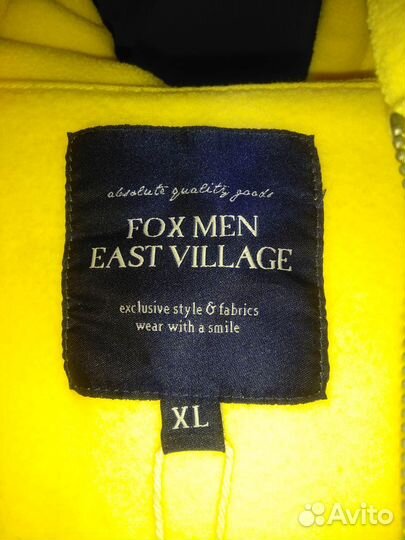 absolute quality goods
FOX MEN
EAST VILLAGE
exclusive style & fabrics
wear with a smile
XL
Avito